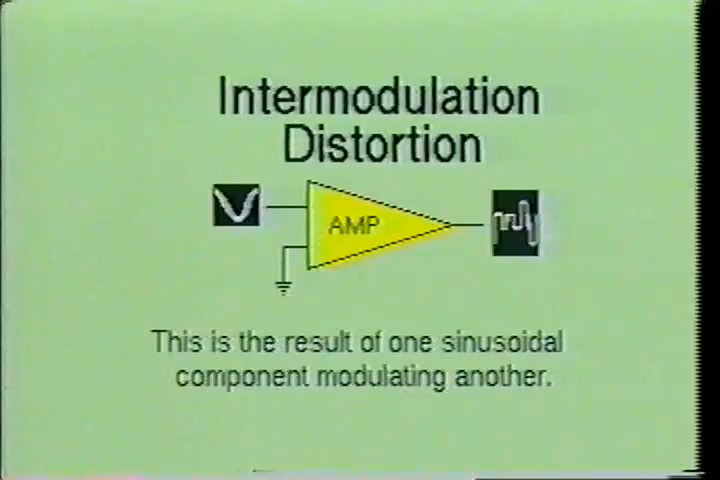 Intermodulation
Distortion
AMP
This is the result of one sinusoidal
component modulating another.